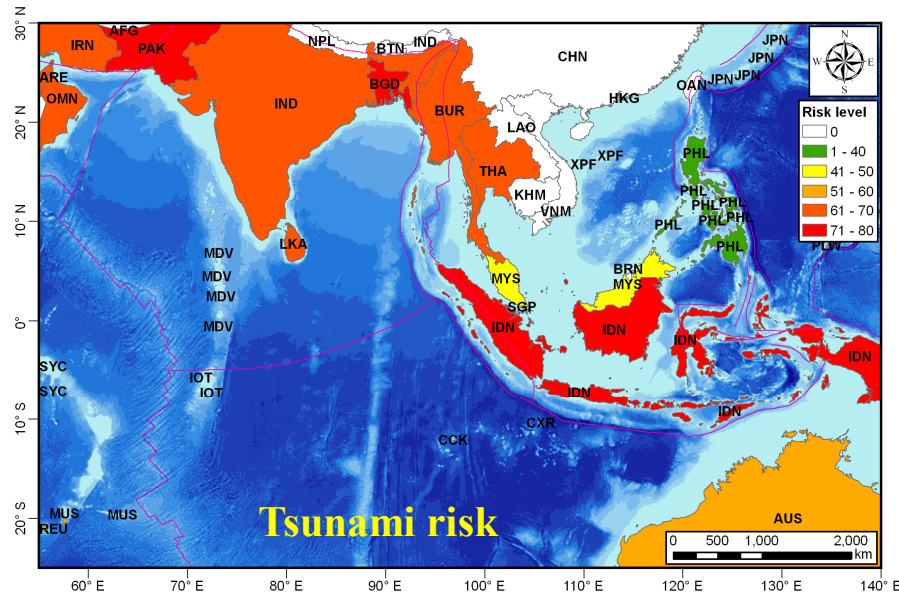 30° N
20° N
10° N
0°
10° S
20° S
AFG
IRN
PAK
NPL
BTN
IND
CHN
JPN
JPN
JPN
JPN
OAN
ARE
OMN
IND
BGD
BUR
HKG
LAO
XPF
XPF
THA
KHM
VNM
PHL
PHL
PHL
PHL
PHL
PHL
PHL
PHL
PLW
LKA
MDV
MDV
MDV
MDV
MYS
BRN
MYS
SGP
IDN
IDN
IDN
IDN
IDN
IDN
SYC
SYC
IOT
IOT
CXR
CCK
MUS
MUS
REU
AUS
N
W
E
S
Risk level
0
1 - 40
41 - 50
51 - 60
61 - 70
71 - 80
Tsunami risk
0 500 1,000 2,000
km
60° E
70° E
80° E
90° E
100° E
110° E
120° E
130° E
140° E